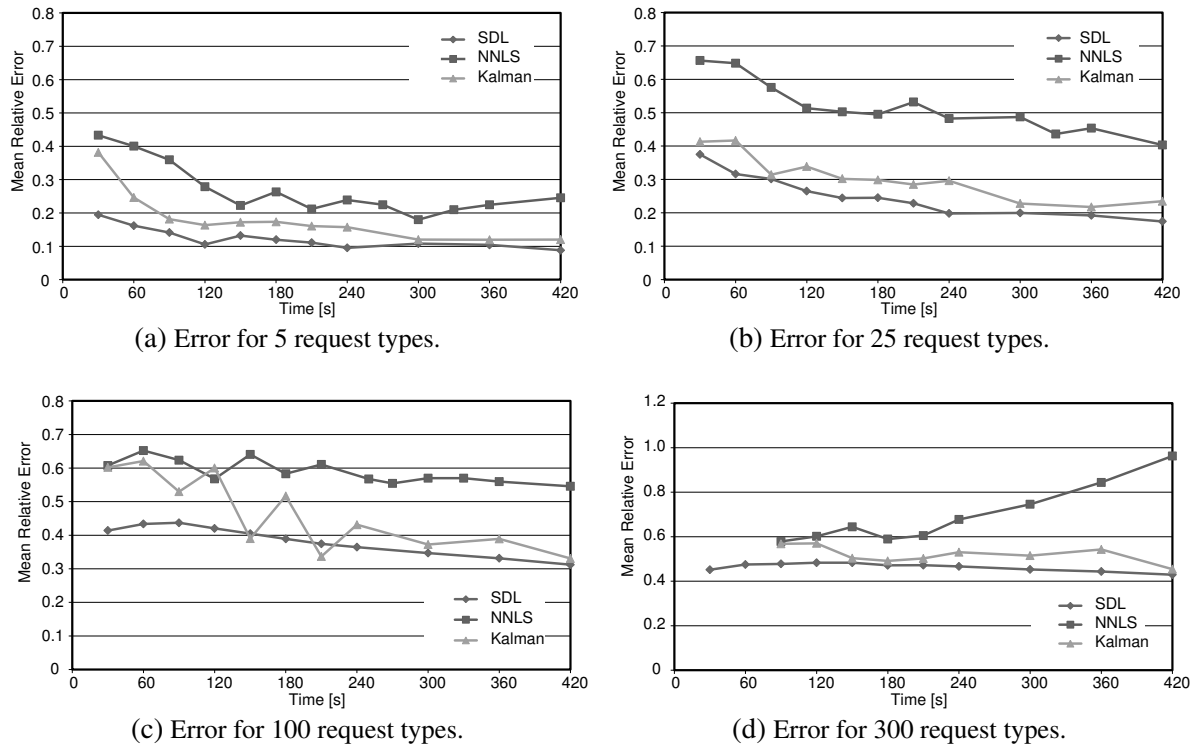 0.8
0.7
0.6
0.5
0.4
0.3
0.2
0.1
0
Mean Relative Error
SDL
NNLS
Kalman
0 60 120 180 240 300 360 420
Time [s]
(a) Error for 5 request types.
0.8
0.7
0.6
0.5
0.4
0.3
0.2
0.1
0
Mean Relative Error
SDL
NNLS
Kalman
0 60 120 180 240 300 360 420
Time [s]
(b) Error for 25 request types.
0.8
0.7
0.6
0.5
0.4
0.3
0.2
0.1
0
Mean Relative Error
SDL
NNLS
Kalman
0 60 120 180 240 300 360 420
Time [s]
(c) Error for 100 request types.
1.2
1.0
0.8
0.6
0.4
0.2
0
Mean Relative Error
SDL
NNLS
Kalman
0 60 120 180 240 300 360 420
Time [s]
(d) Error for 300 request types.